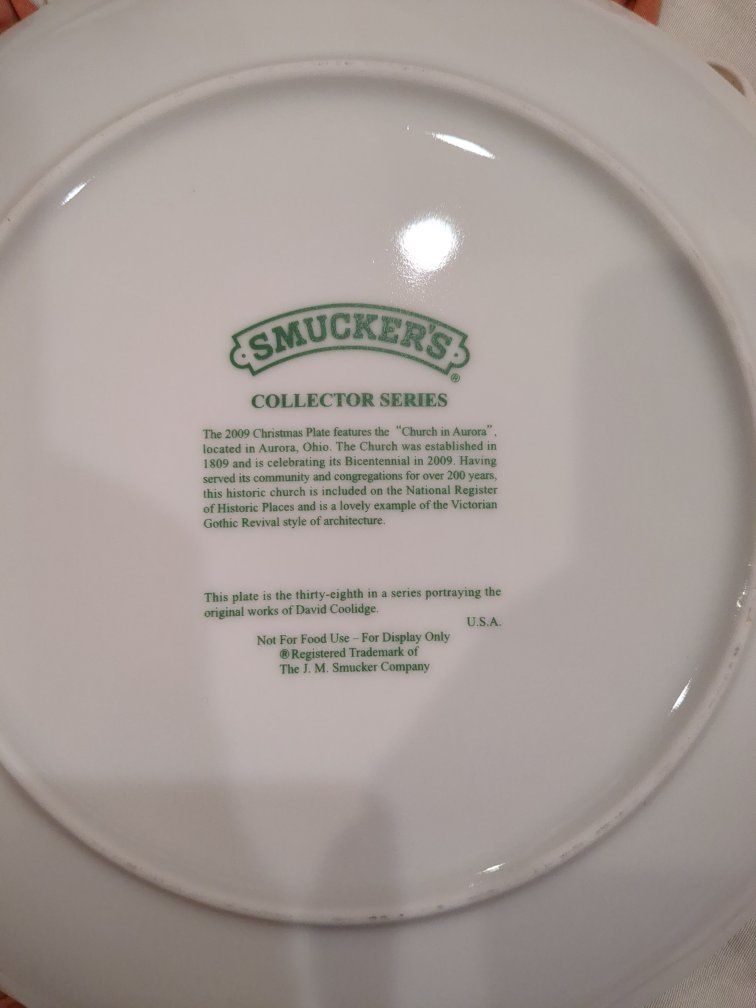 SMUCKER'S®
COLLECTOR SERIES
The 2009 Christmas Plate features the “Church in Aurora”,
located in Aurora, Ohio. The Church was established in
1809 and is celebrating its Bicentennial in 2009. Having
served its community and congregations for over 200 years,
this historic church is included on the National Register
of Historic Places and is a lovely example of the Victorian
Gothic Revival style of architecture.
This plate is the thirty-eighth in a series portraying the
original works of David Coolidge.
U.S.A.
Not For Food Use – For Display Only
®Registered Trademark of
The J. M. Smucker Company